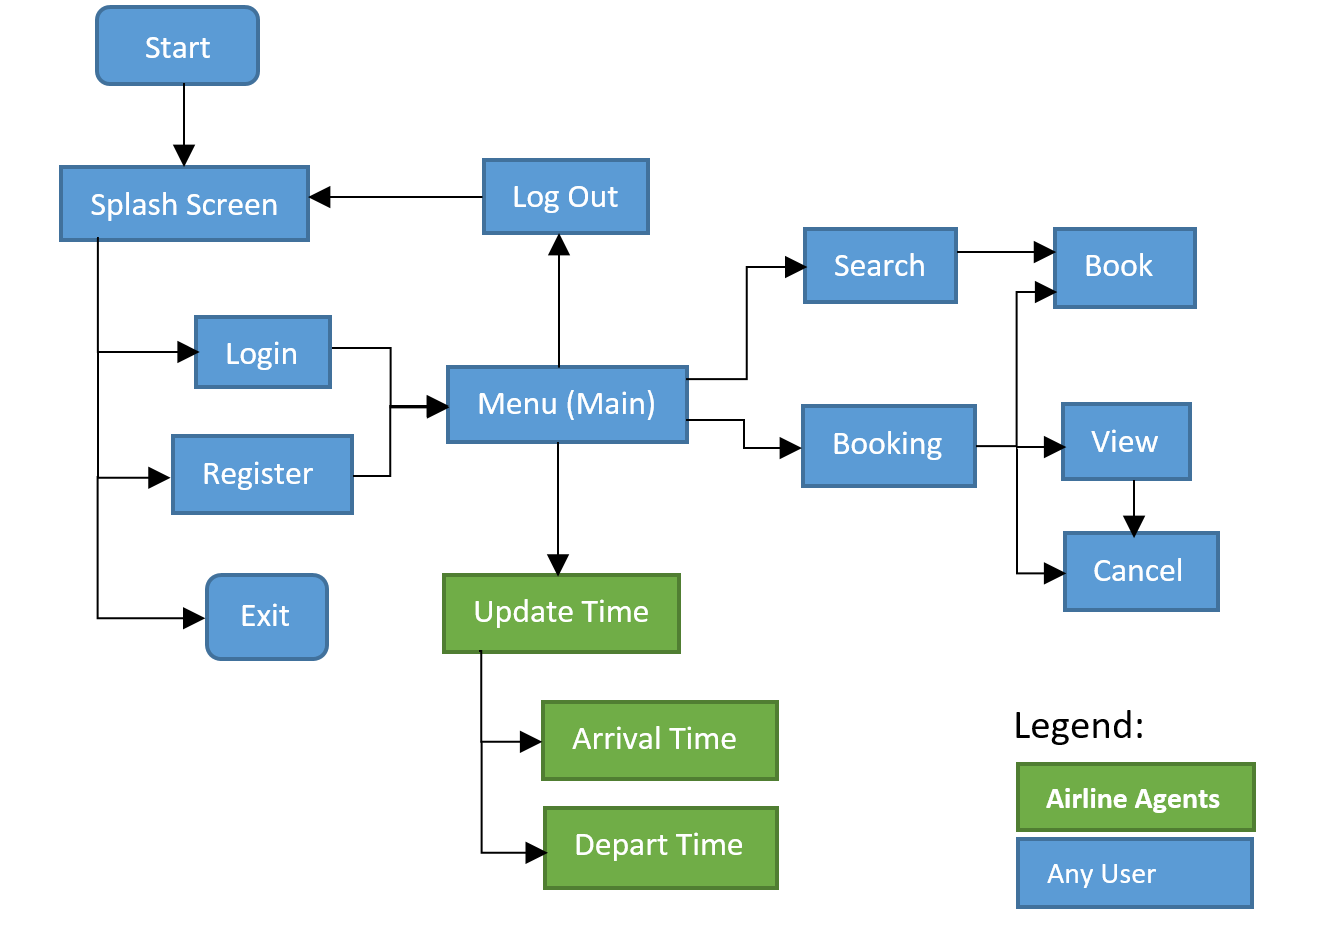 Start
Splash Screen
Log Out
Search
Book
Login
Menu (Main)
Booking
View
Register
Cancel
Exit
Update Time
Arrival Time
Depart Time
Legend:
Airline Agents
Any User